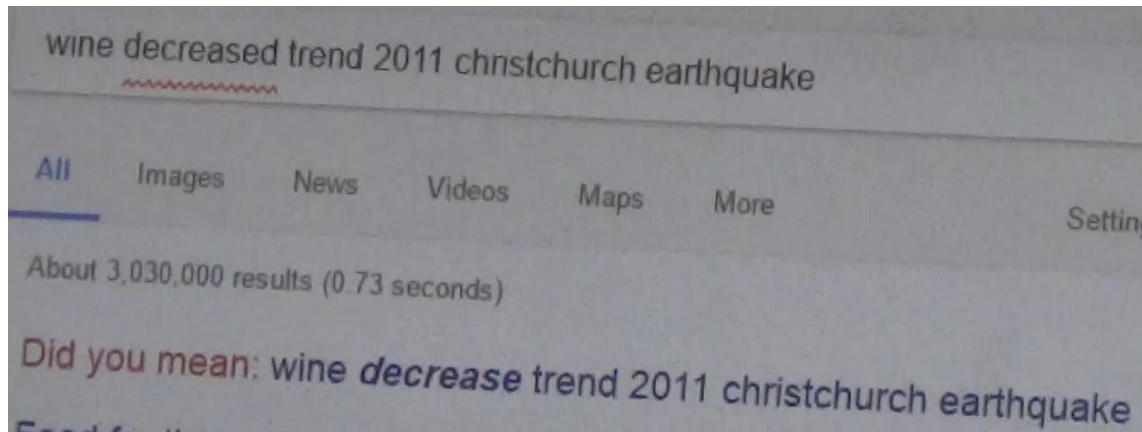 wine decreased trend 2011 christchurch earthquake
All Images News Videos Maps More
About 3,030,000 results (0.73 seconds)
Did you mean: wine decrease trend 2011 christchurch earthquake